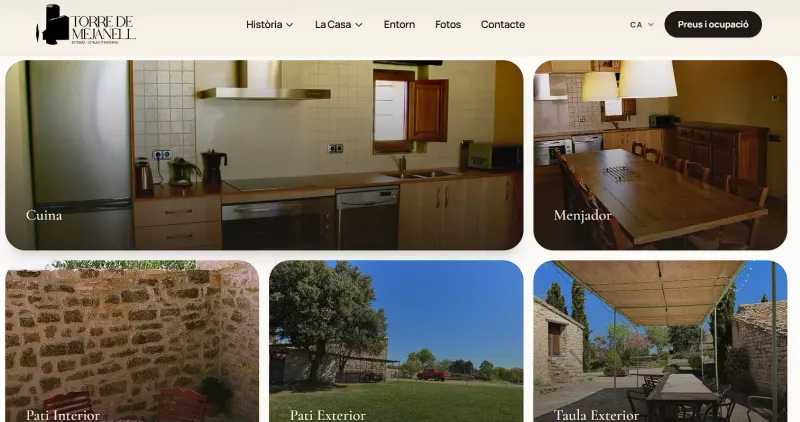 TORRE DE
MEJANELL
Història
La Casa
Entorn
Fotos
Contacte
CA
Preus i ocupació
Cuina
Menjador
Pati Interior
Pati Exterior
Taula Exterior